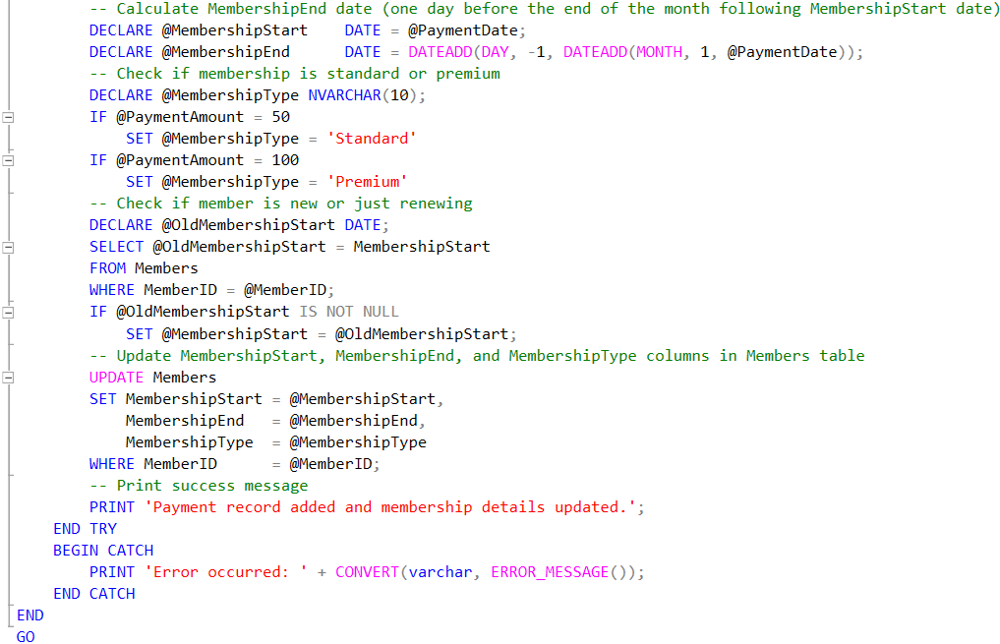 -- Calculate MembershipEnd date (one day before the end of the month following MembershipStart date)
DECLARE @MembershipStart    DATE = @PaymentDate;
DECLARE @MembershipEnd      DATE = DATEADD(DAY, -1, DATEADD(MONTH, 1, @PaymentDate));
-- Check if membership is standard or premium
DECLARE @MembershipType NVARCHAR(10);
IF @PaymentAmount = 50
    SET @MembershipType = 'Standard'
IF @PaymentAmount = 100
    SET @MembershipType = 'Premium'
-- Check if member is new or just renewing
DECLARE @OldMembershipStart DATE;
SELECT @OldMembershipStart = MembershipStart
FROM Members
WHERE MemberID = @MemberID;
IF @OldMembershipStart IS NOT NULL
    SET @MembershipStart = @OldMembershipStart;
-- Update MembershipStart, MembershipEnd, and MembershipType columns in Members table
UPDATE Members
SET MembershipStart = @MembershipStart,
    MembershipEnd   = @MembershipEnd,
    MembershipType  = @MembershipType
WHERE MemberID      = @MemberID;
-- Print success message
PRINT 'Payment record added and membership details updated.';
END TRY
BEGIN CATCH
PRINT 'Error occurred: ' + CONVERT(varchar, ERROR_MESSAGE());
END CATCH
END
GO